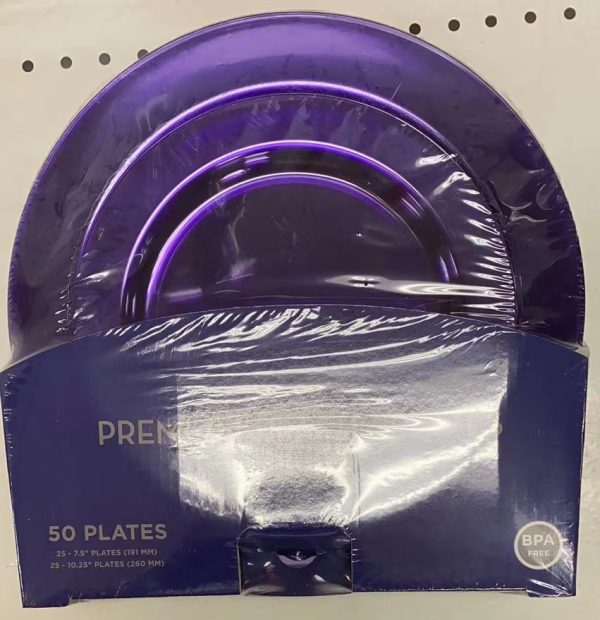 50 PLATES
25 - 7.5" PLATES (191 MM)
25 - 10.25" PLATES (260 MM)
BPA
- FREE -